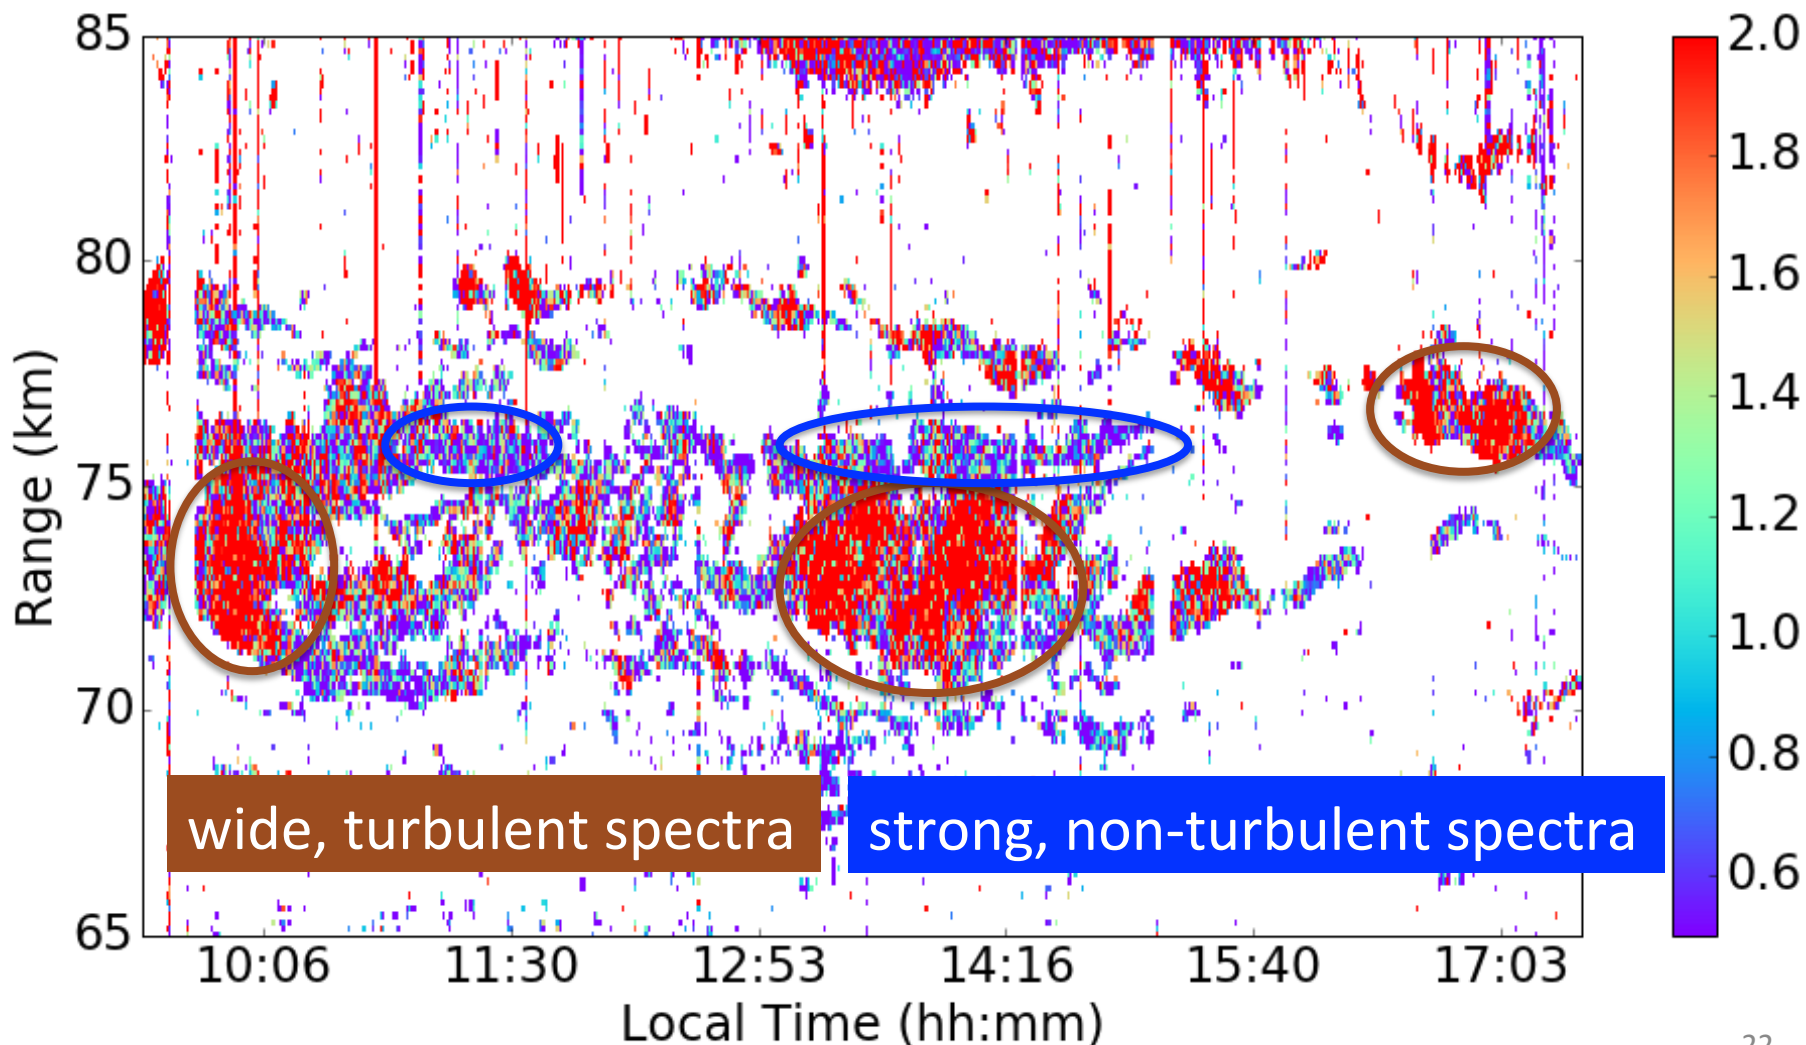 85
80
75
70
65
Range (km)
10:06 11:30 12:53 14:16 15:40 17:03
Local Time (hh:mm)
2.0
1.8
1.6
1.4
1.2
1.0
0.8
0.6
wide, turbulent spectra
strong, non-turbulent spectra
22